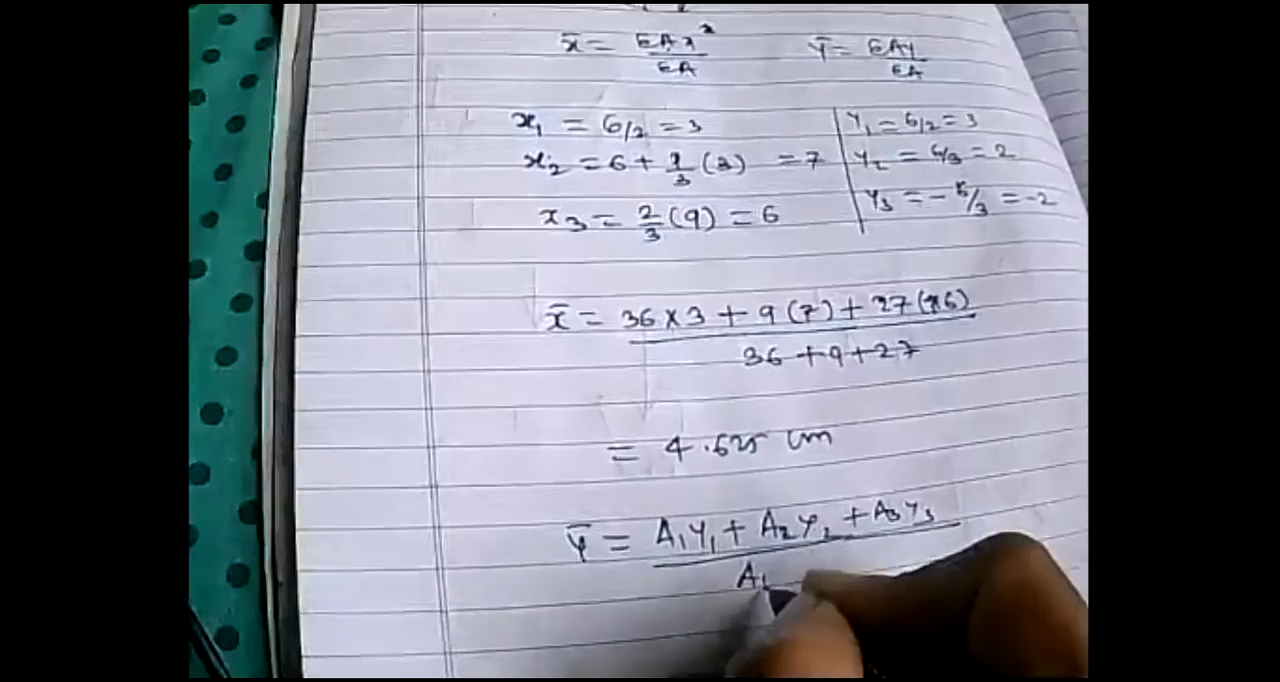 x̄ = ΣAx / ΣA ȳ = ΣAy / ΣA
x₁ = 6/2 = 3 y₁ = 6/2 = 3
x₂ = 6 + 1/3 (3) = 7 y₂ = 6/3 = 2
x₃ = 2/3 (9) = 6 y₃ = -6/3 = -2
x̄ = 36 × 3 + 9 (7) + 27 (6) / 36 + 9 + 27
= 4.625 cm
ȳ = A₁y₁ + A₂y₂ + A₃y₃ / A₁